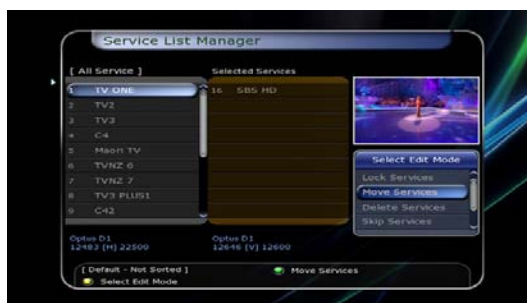 Service List Manager
[ All Service ]
Selected Services
1 TV ONE
2 TV2
3 TV3
4 C4
5 Maori TV
6 TVNZ 6
7 TVNZ 7
8 TV3 PLUS1
9 C42
16 SBS HD
Select Edit Mode
Lock Services
Move Services
Delete Services
Skip Services
Optus D1
12483 [H] 22500
Optus D1
12646 [V] 12600
[ Default - Not Sorted ]
Move Services
Select Edit Mode